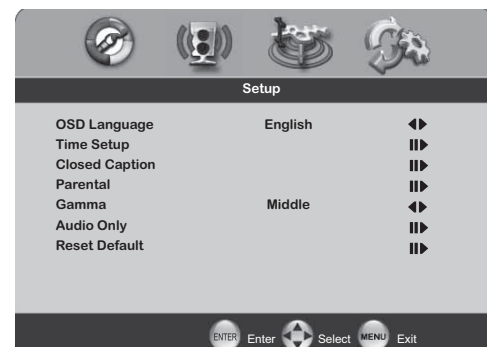 Setup
OSD Language English
Time Setup
Closed Caption
Parental
Gamma Middle
Audio Only
Reset Default
ENTER Enter Select MENU Exit